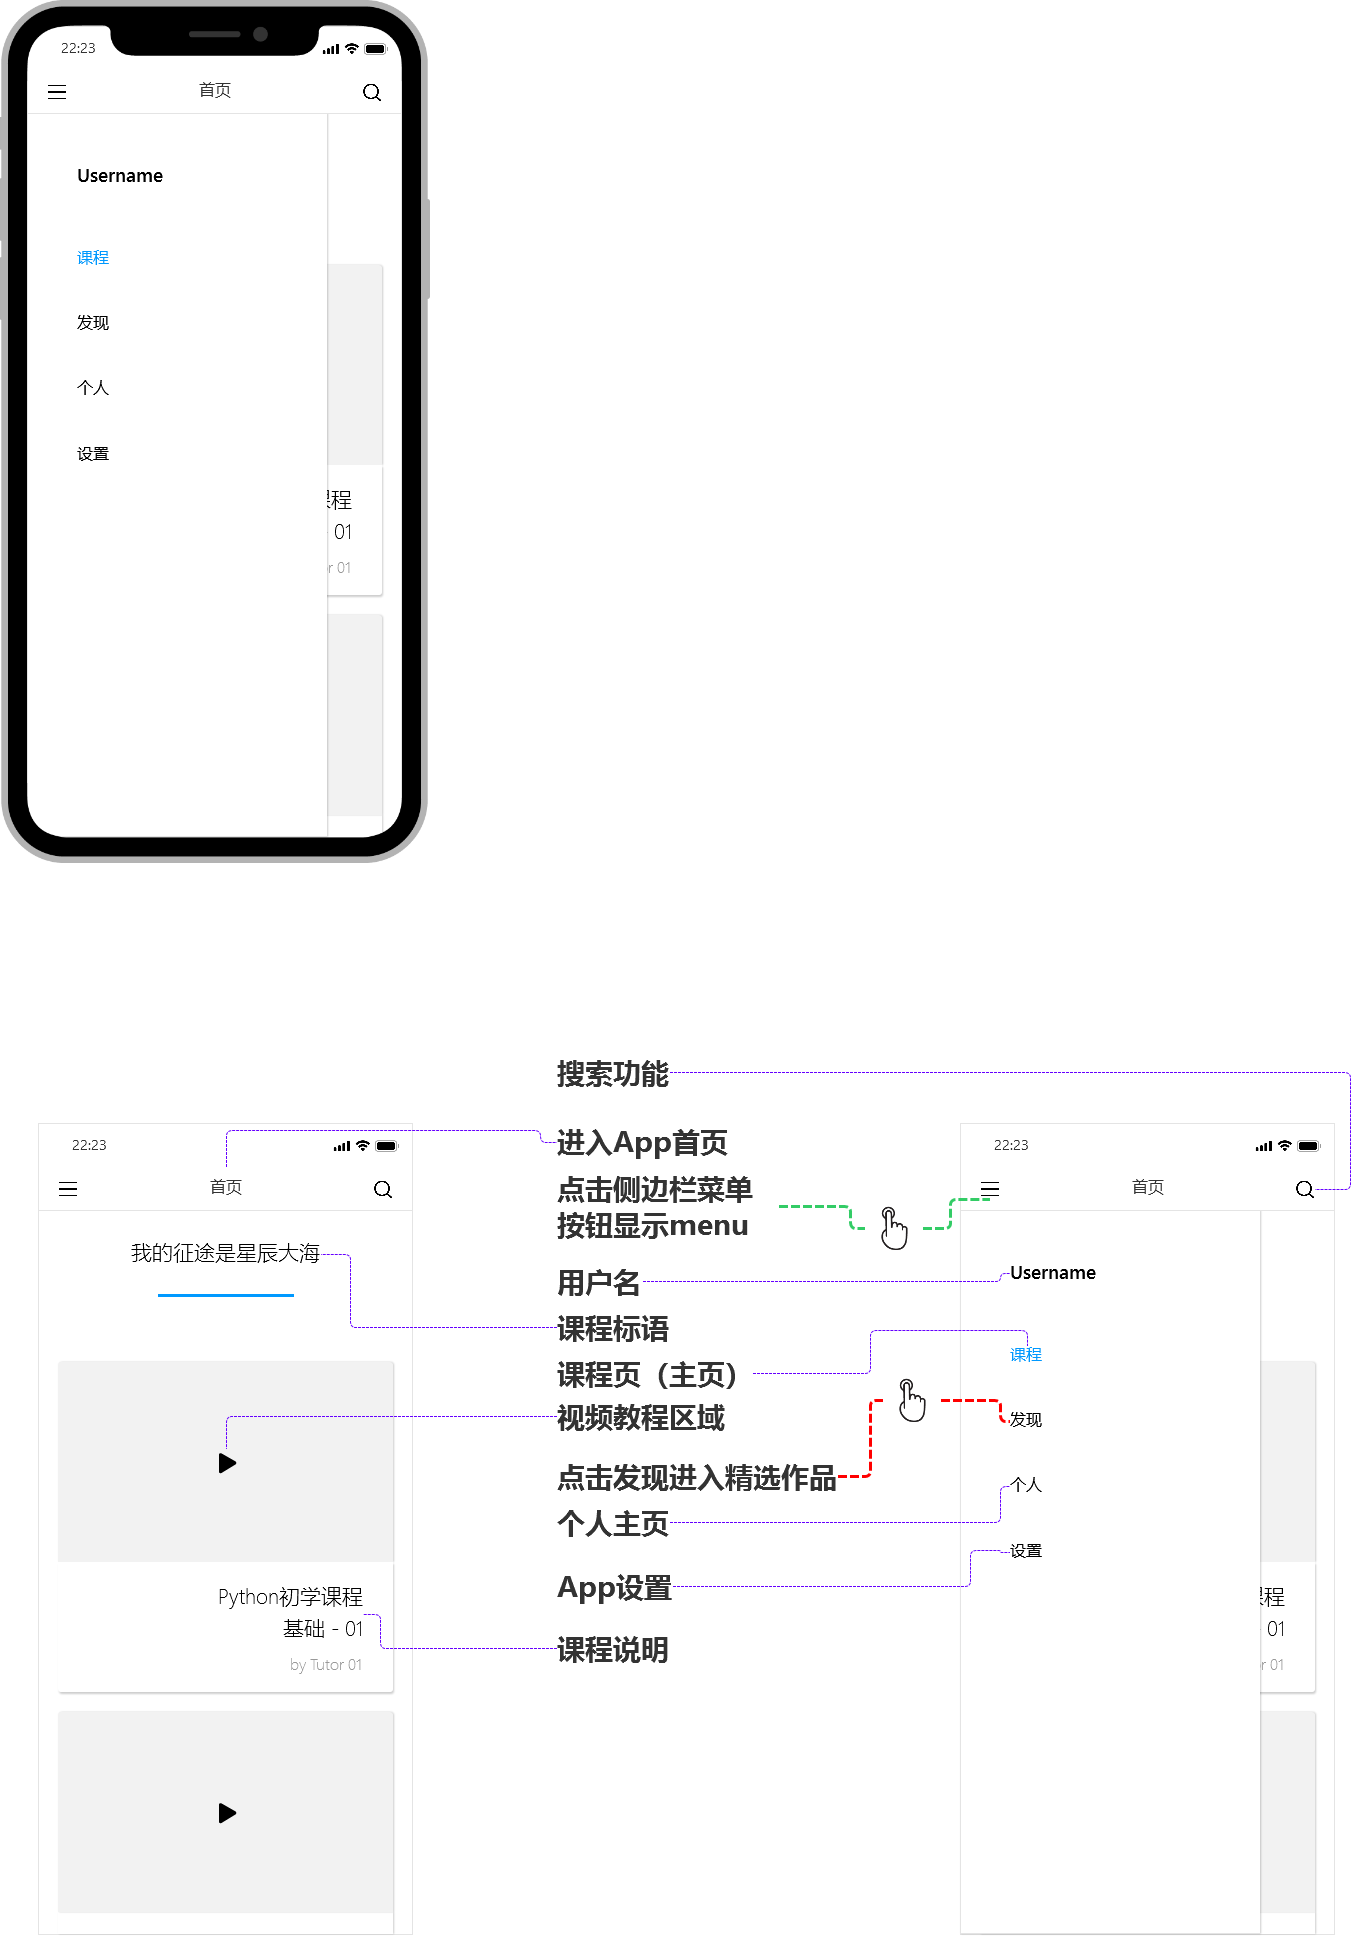 22:23
首页
Username
课程
发现
个人
设置
课程
01
01
搜索功能
进入App首页
点击侧边栏菜单
按钮显示menu
用户名
课程标语
课程页（主页）
视频教程区域
点击发现进入精选作品
个人主页
App设置
课程说明
22:23
首页
我的征途是星辰大海
Python初学课程
基础 - 01
by Tutor 01
22:23
首页
Username
课程
发现
个人
设置
课程
01
or 01